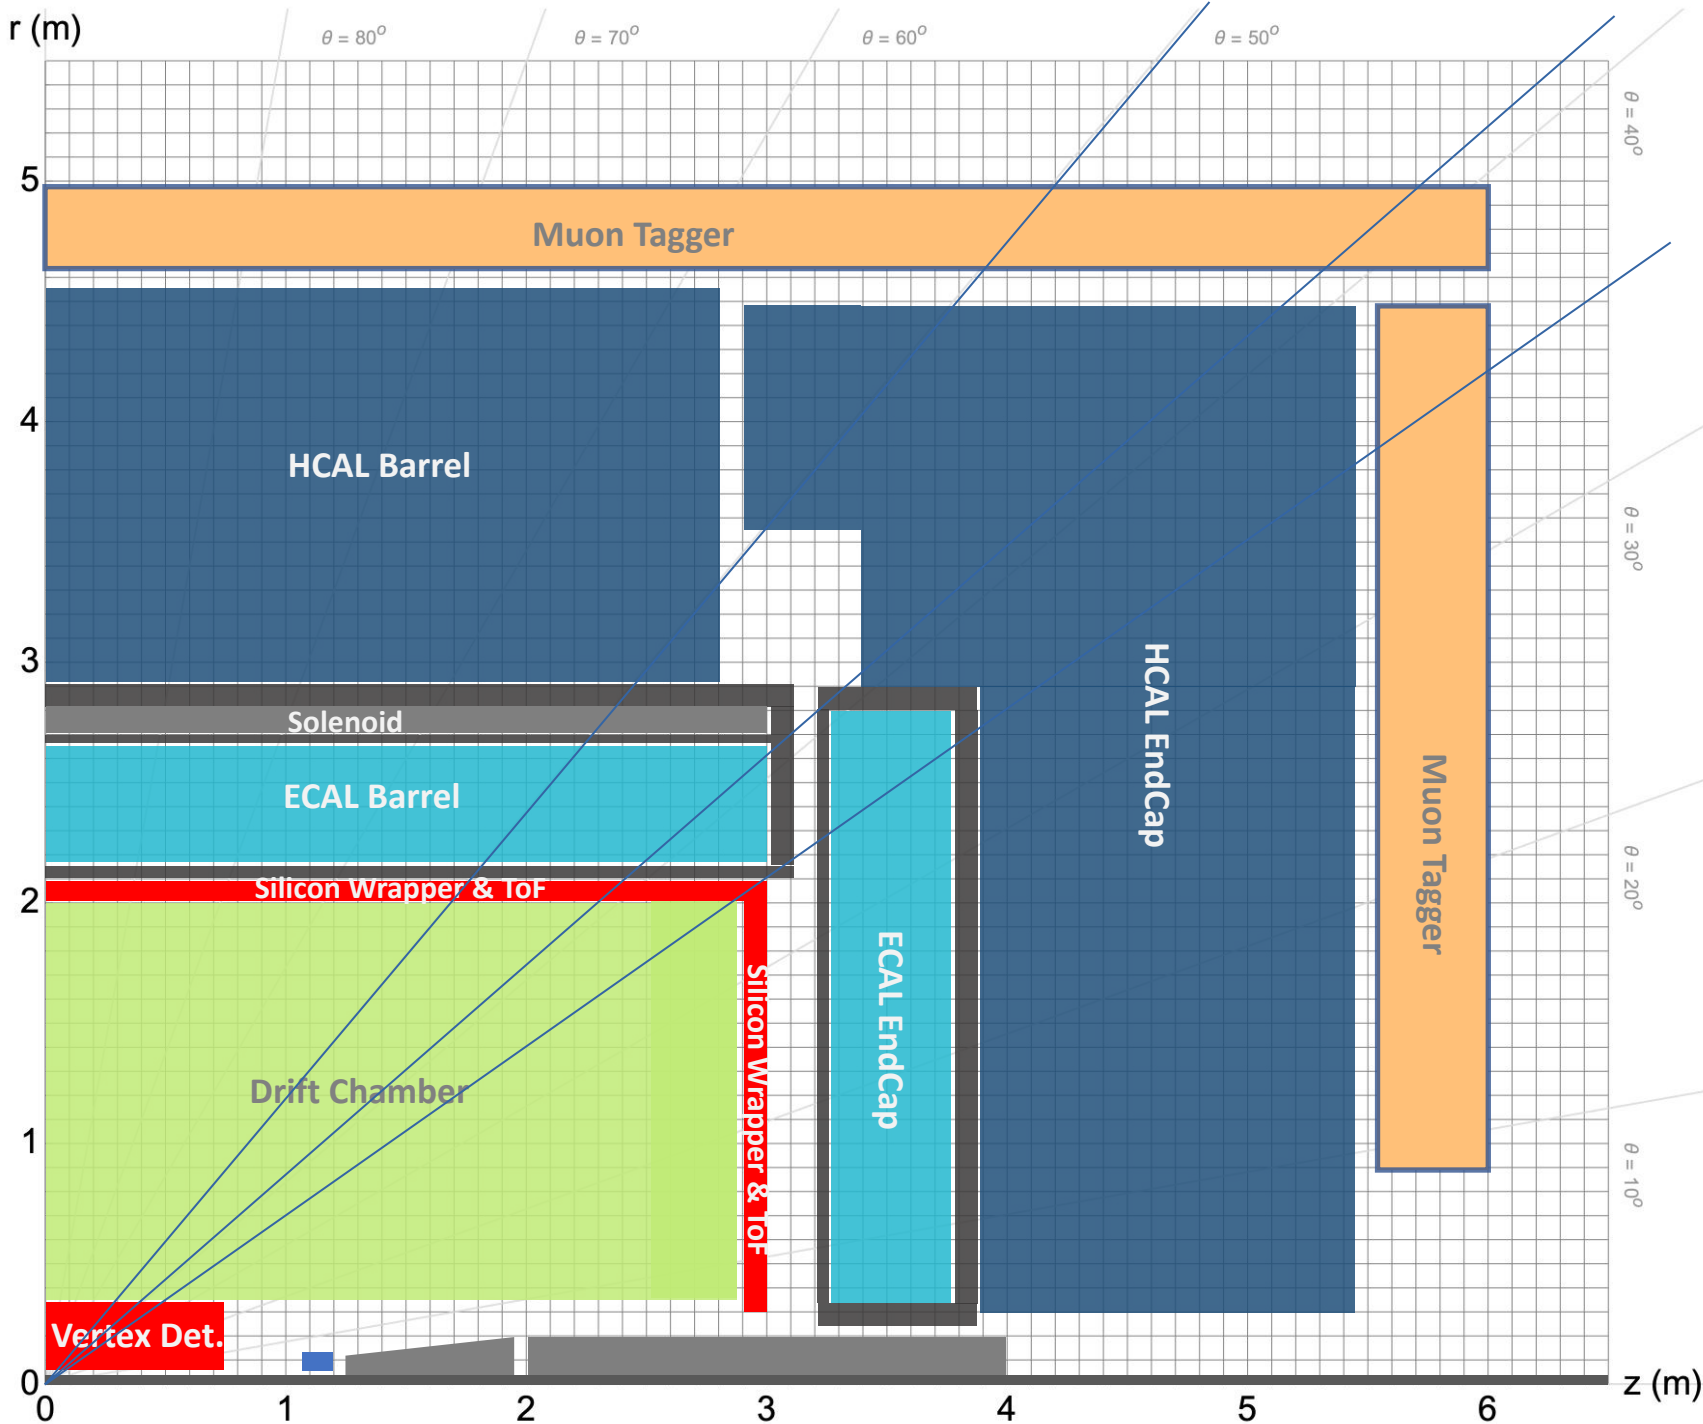 r (m)
θ = 80°
θ = 70°
θ = 60°
θ = 50°
θ = 40°
5
Muon Tagger
4
HCAL Barrel
θ = 30°
3
Solenoid
HCAL EndCap
ECAL Barrel
Muon Tagger
2
Silicon Wrapper & ToF
θ = 20°
ECAL EndCap
Silicon Wrapper & ToF
Drift Chamber
1
θ = 10°
Vertex Det.
0
z (m)
0 1 2 3 4 5 6